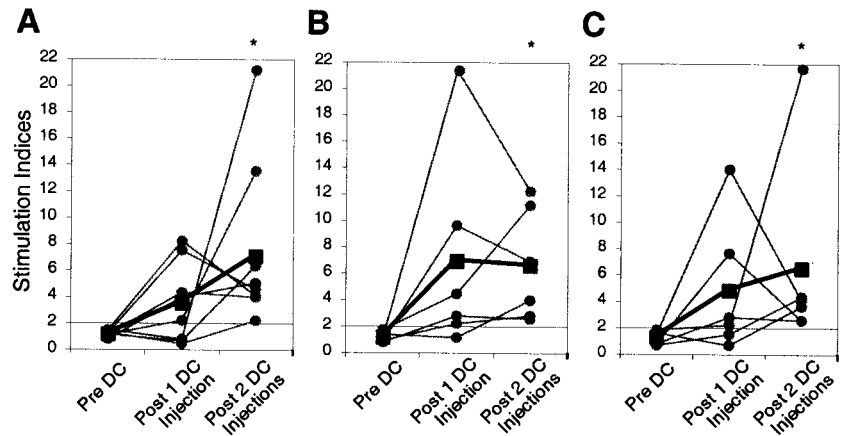 A
B
C
*
*
*
Stimulation Indices
22
20
18
16
14
12
10
8
6
4
2
0
22
20
18
16
14
12
10
8
6
4
2
0
22
20
18
16
14
12
10
8
6
4
2
0
Pre DC
Post 1 DC
Injection
Post 2 DC
Injections
Pre DC
Post 1 DC
Injection
Post 2 DC
Injections
Pre DC
Post 1 DC
Injection
Post 2 DC
Injections